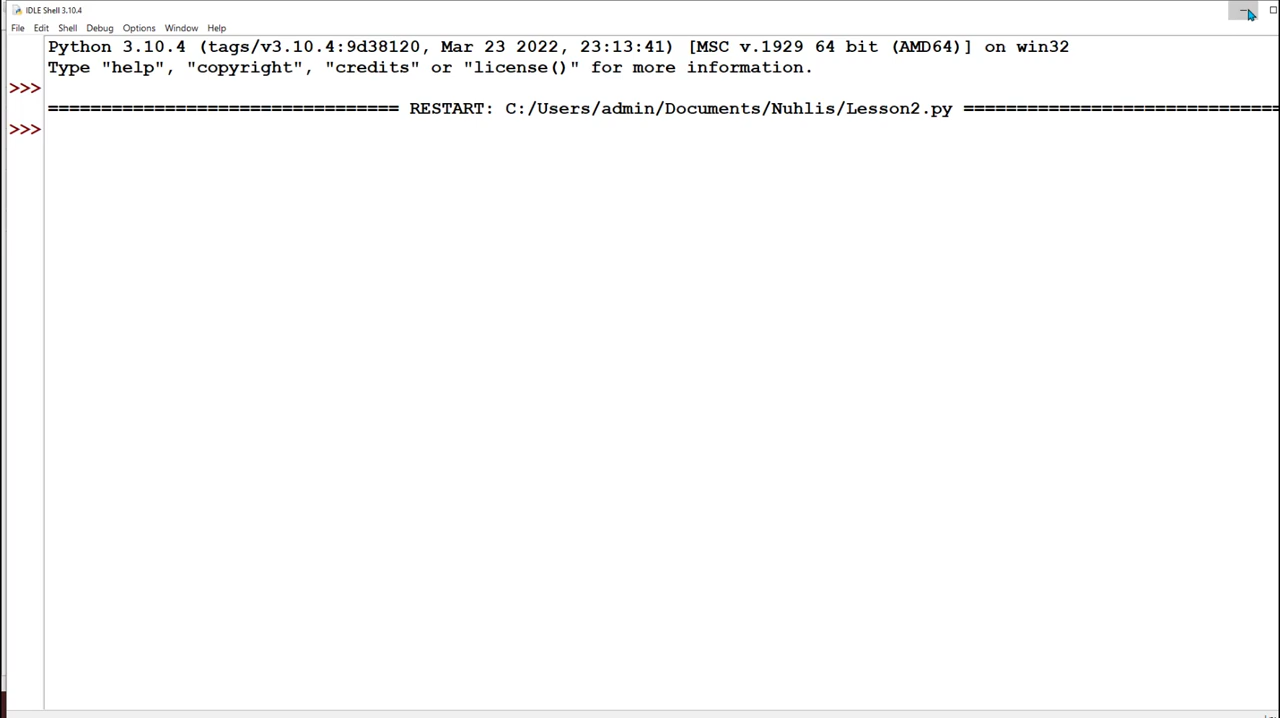 IDLE Shell 3.10.4
File Edit Shell Debug Options Window Help
Python 3.10.4 (tags/v3.10.4:9d38120, Mar 23 2022, 23:13:41) [MSC v.1929 64 bit (AMD64)] on win32
Type "help", "copyright", "credits" or "license()" for more information.
>>>
================================= RESTART: C:/Users/admin/Documents/Nuhlis/Lesson2.py ==============================
>>>